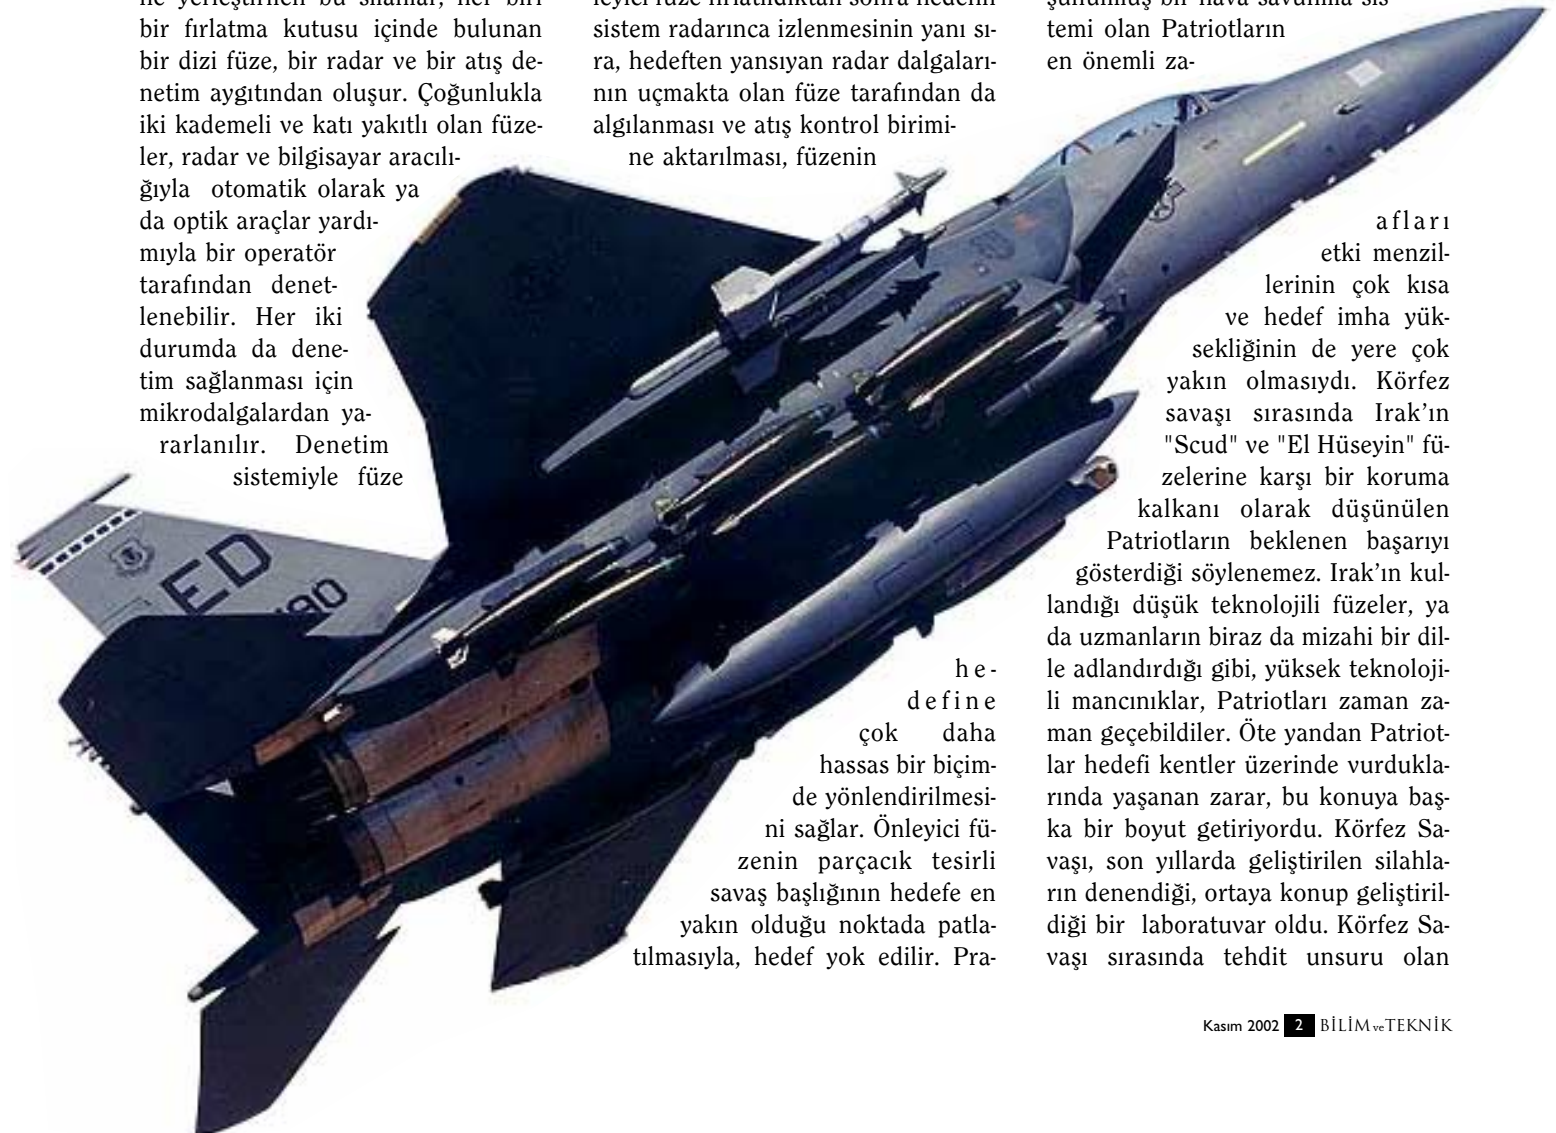 bir fırlatma kutusu içinde bulunan
bir dizi füze, bir radar ve bir atış de-
netim aygıtından oluşur. Çoğunlukla
iki kademeli ve katı yakıtlı olan füze-
ler, radar ve bilgisayar aracılı-
ğıyla otomatik olarak ya
da optik araçlar yardı-
mıyla bir operatör
tarafından denet-
lenebilir. Her iki
durumda da dene-
tim sağlanması için
mikrodalgalardan ya-
rarlanılır. Denetim
sistemiyle füze
sistem radarınca izlenmesinin yanı sı-
ra, hedeften yansıyan radar dalgaları-
nın uçmakta olan füze tarafından da
algılanması ve atış kontrol birimi-
ne aktarılması, füzenin
he-
define
çok daha
hassas bir biçim-
de yönlendirilmesi-
ni sağlar. Önleyici fü-
zenin parçacık tesirli
savaş başlığının hedefe en
yakın olduğu noktada patla-
tılmasıyla, hedef yok edilir. Pra-
temi olan Patriotların
en önemli za-
afları
etki menzil-
lerinin çok kısa
ve hedef imha yük-
sekliğinin de yere çok
yakın olmasıydı. Körfez
savaşı sırasında Irak'ın
"Scud" ve "El Hüseyin" fü-
zelerine karşı bir koruma
kalkanı olarak düşünülen
Patriotların beklenen başarıyı
gösterdiği söylenemez. Irak'ın kul-
landığı düşük teknolojili füzeler, ya
da uzmanların biraz da mizahi bir dil-
le adlandırdığı gibi, yüksek teknoloji-
li mancınıklar, Patriotları zaman za-
man geçebildiler. Öte yandan Patriot-
lar hedefi kentler üzerinde vurdukla-
rında yaşanan zarar, bu konuya baş-
ka bir boyut getiriyordu. Körfez Sa-
vaşı, son yıllarda geliştirilen silahla-
rın denendiği, ortaya konup geliştiril-
diği bir laboratuvar oldu. Körfez Sa-
vaşı sırasında tehdit unsuru olan
ED
Kasım 2002 2 BİLİM ve TEKNİK